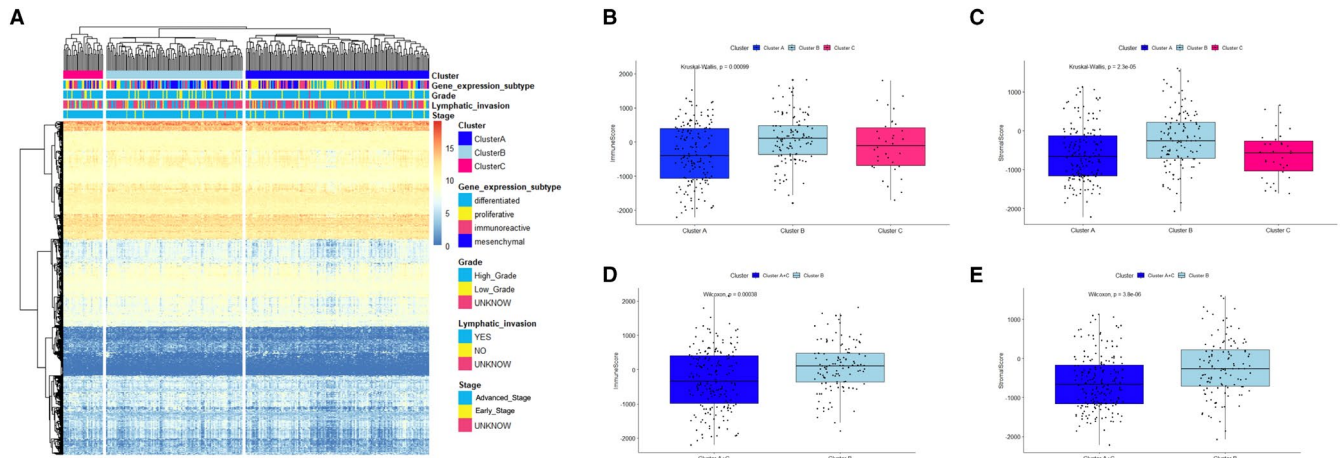 A
Cluster
Gene_expression_subtype
Grade
Lymphatic_invasion
Stage
15
10
5
0
Cluster
ClusterA
ClusterB
ClusterC
Gene_expression_subtype
differentiated
proliferative
immunoreactive
mesenchymal
Grade
High_Grade
Low_Grade
UNKNOW
Lymphatic_invasion
YES
NO
UNKNOW
Stage
Advanced_Stage
Early_Stage
UNKNOW
B
Cluster Cluster A Cluster B Cluster C
Kruskal-Wallis, p = 0.00099
ImmuneScore
2000
1000
0
-1000
-2000
Cluster A Cluster B Cluster C
C
Cluster Cluster A Cluster B Cluster C
Kruskal-Wallis, p = 2.3e-05
StromalScore
1000
0
-1000
-2000
Cluster A Cluster B Cluster C
D
Cluster Cluster A+C Cluster B
Wilcoxon, p = 0.00038
ImmuneScore
2000
1000
0
-1000
-2000
Cluster A+C Cluster B
E
Cluster Cluster A+C Cluster B
Wilcoxon, p = 3.8e-06
StromalScore
1000
0
-1000
-2000
Cluster A+C Cluster B